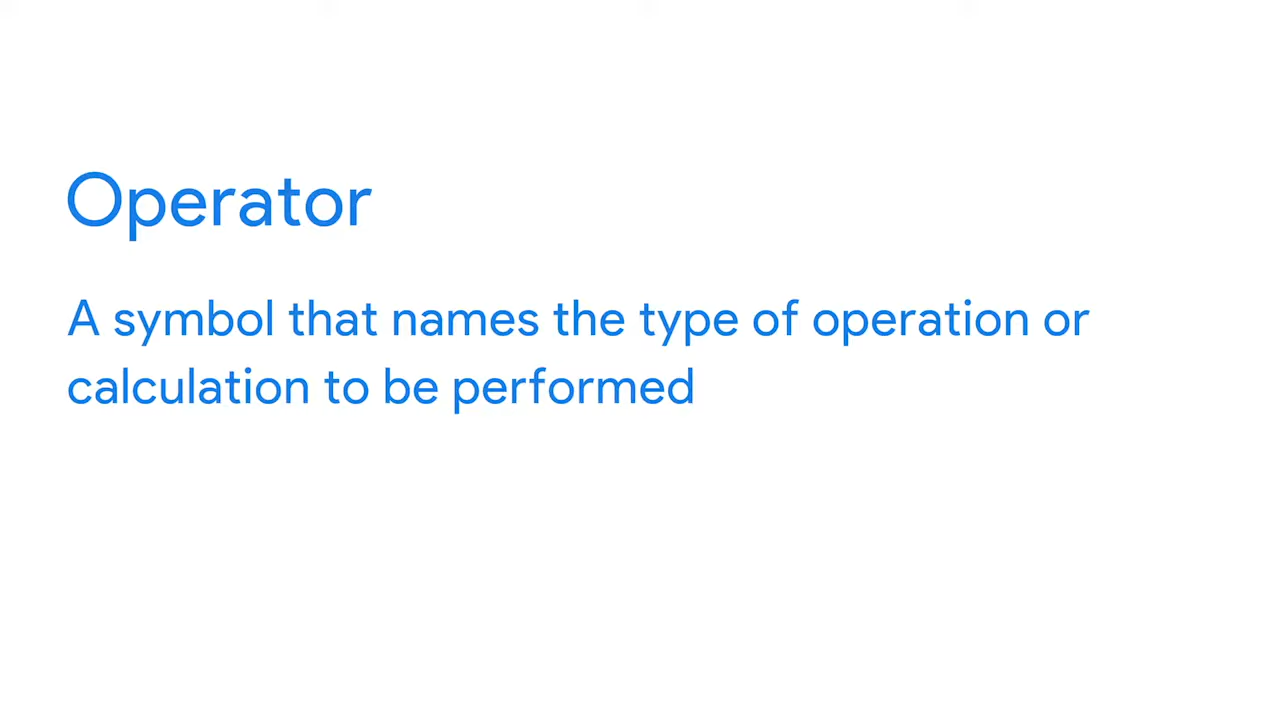 Operator
A symbol that names the type of operation or
calculation to be performed